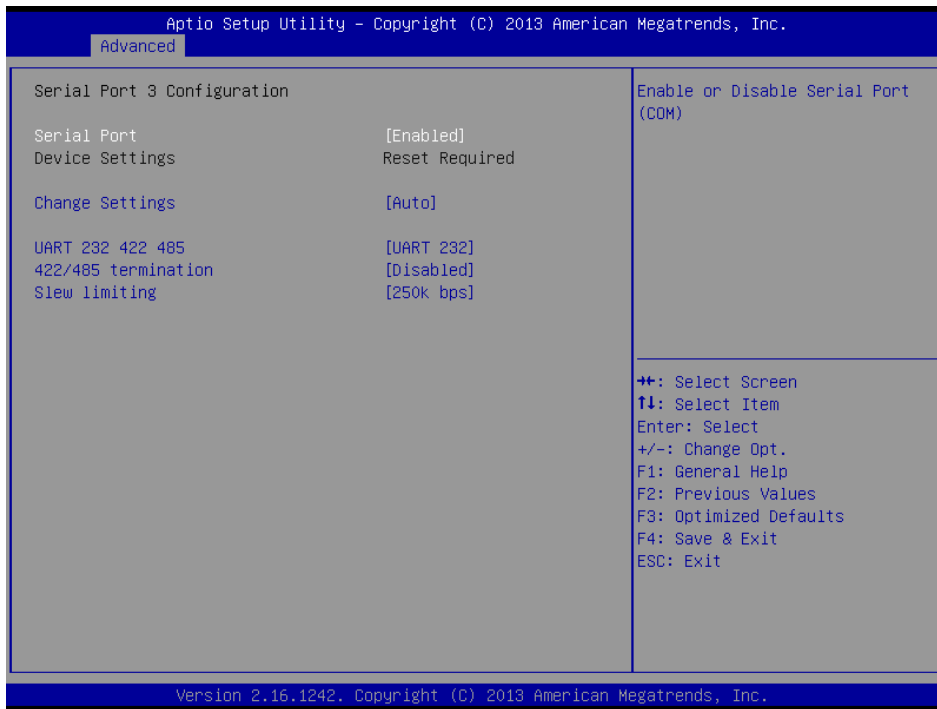 Aptio Setup Utility – Copyright (C) 2013 American Megatrends, Inc.
Advanced
Serial Port 3 Configuration
Serial Port [Enabled]
Device Settings Reset Required
Change Settings [Auto]
UART 232 422 485 [UART 232]
422/485 termination [Disabled]
Slew limiting [250k bps]
Enable or Disable Serial Port
(COM)
→←: Select Screen
↑↓: Select Item
Enter: Select
+/-: Change Opt.
F1: General Help
F2: Previous Values
F3: Optimized Defaults
F4: Save & Exit
ESC: Exit
Version 2.16.1242. Copyright (C) 2013 American Megatrends, Inc.